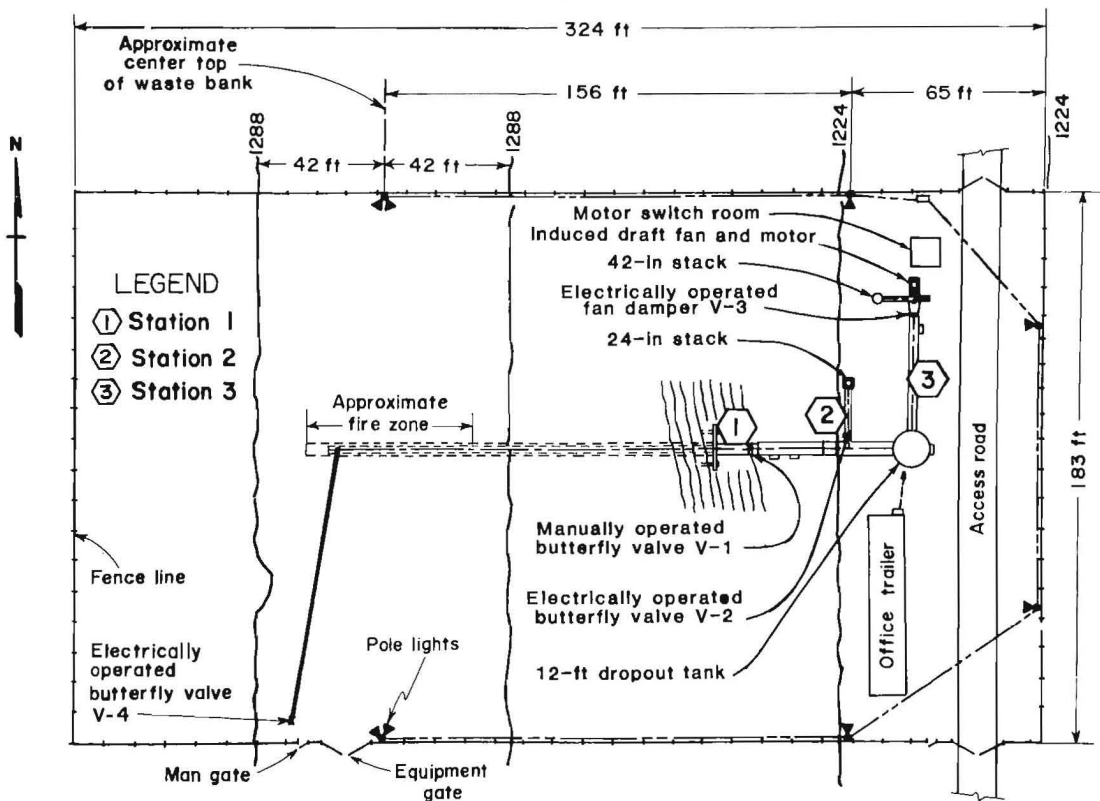 324 ft
Approximate
center top
of waste bank
156 ft
65 ft
N
1288
42 ft
42 ft
1288
1224
1224
Motor switch room
Induced draft fan and motor
42-in stack
Electrically operated
fan damper V-3
24-in stack
LEGEND
1 Station 1
2 Station 2
3 Station 3
Approximate
fire zone
1
2
3
183 ft
Access road
Manually operated
butterfly valve V-1
Fence line
Electrically operated
butterfly valve V-2
Office trailer
Pole lights
Electrically
operated
butterfly valve
V-4
12-ft dropout tank
Man gate
Equipment
gate